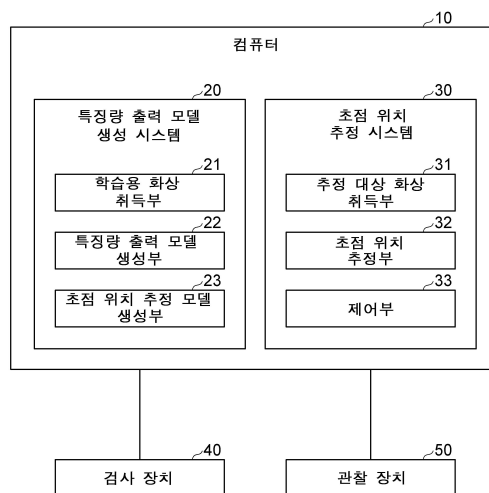 10
컴퓨터
20
특징량 출력 모델
생성 시스템
21
학습용 화상
취득부
22
특징량 출력 모델
생성부
23
초점 위치 추정 모델
생성부
30
초점 위치
추정 시스템
31
추정 대상 화상
취득부
32
초점 위치
추정부
33
제어부
40
검사 장치
50
관찰 장치